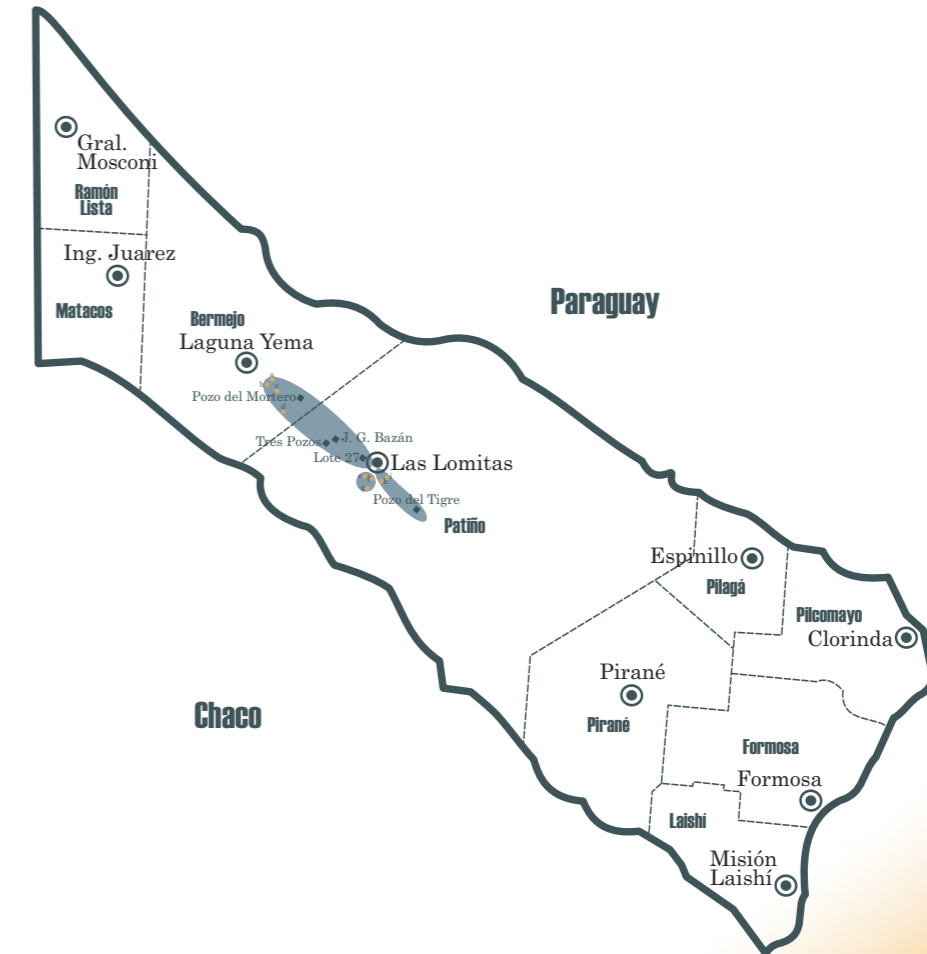 Gral.
Mosconi
Ramón
Lista
Ing. Juarez
Matacos
Paraguay
Bermejo
Laguna Yema
Pozo del Mortero
Tres Pozos
J. G. Bazán
Lote 27
Las Lomitas
Pozo del Tigre
Patiño
Espinillo
Pilagá
Pilcomayo
Clorinda
Pirané
Pirané
Chaco
Formosa
Formosa
Laishí
Misión
Laishí